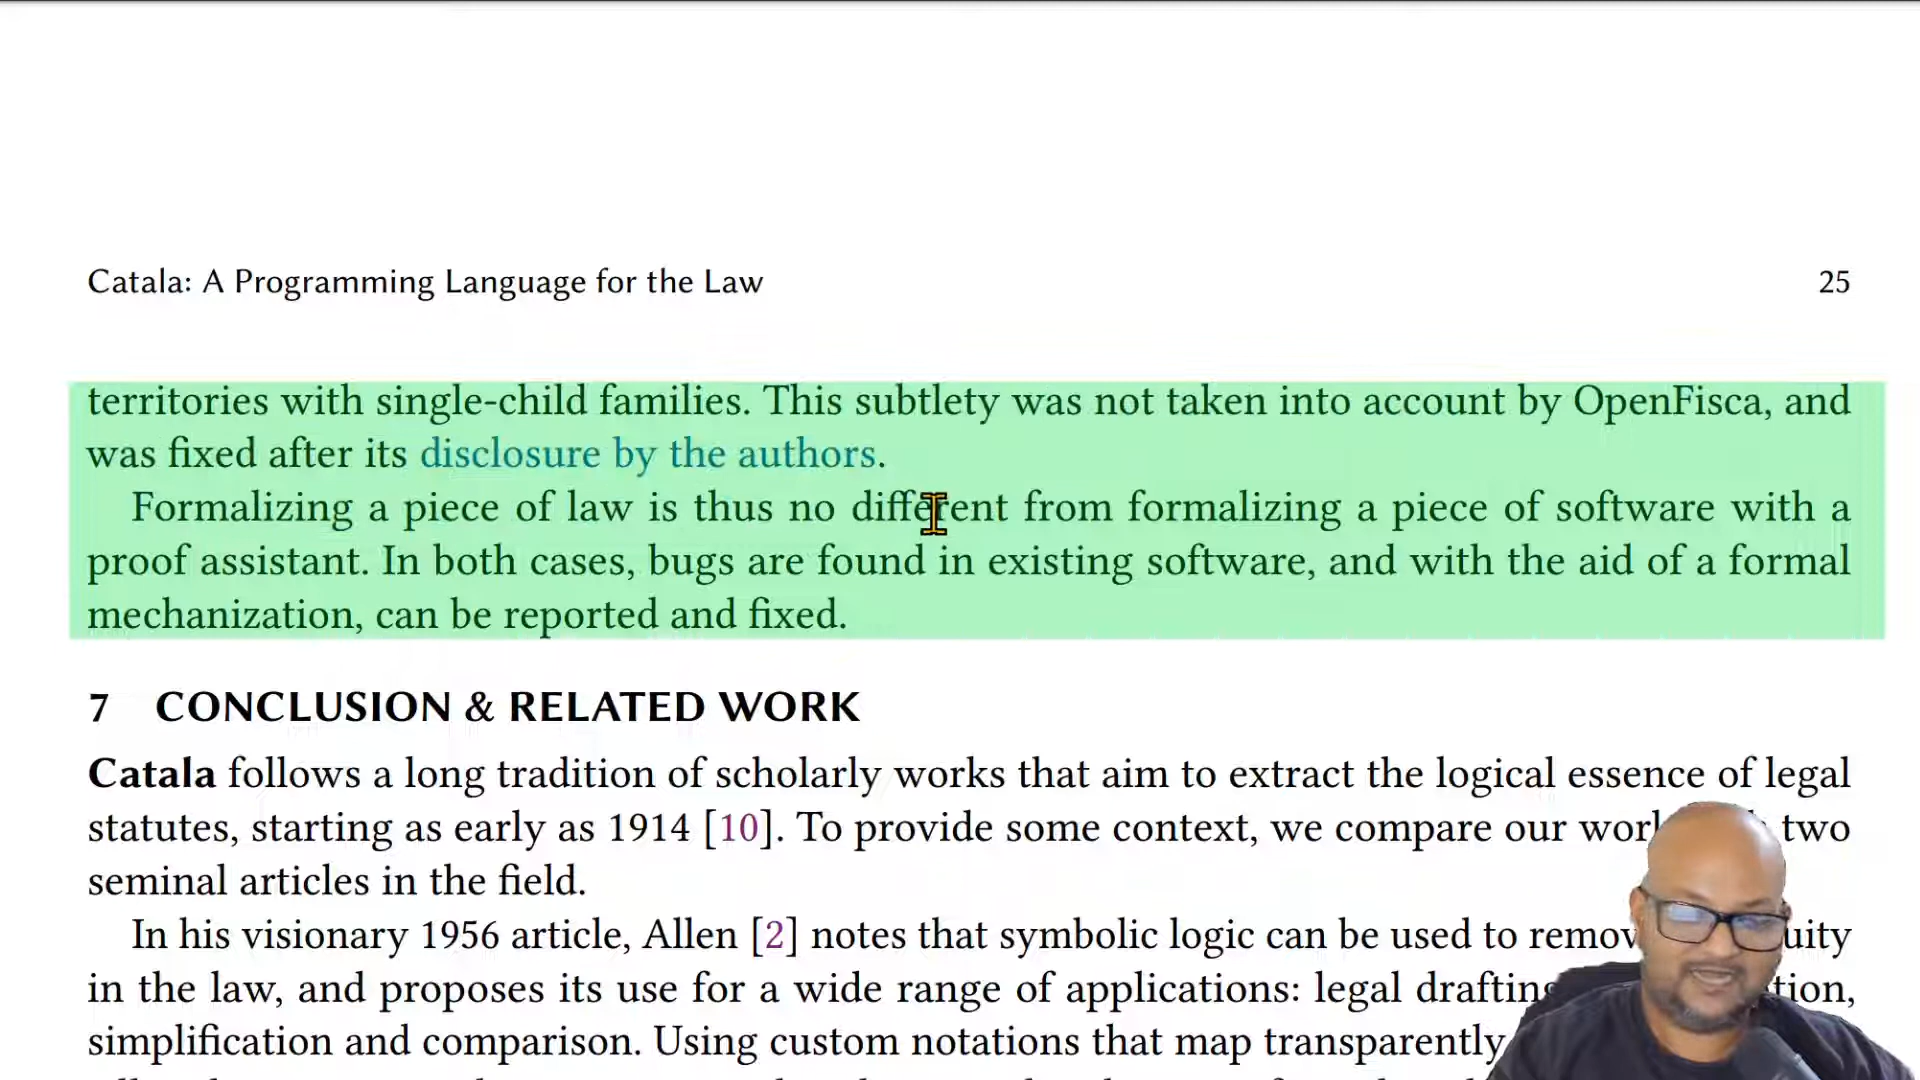 Catala: A Programming Language for the Law 25
territories with single-child families. This subtlety was not taken into account by OpenFisca, and
was fixed after its disclosure by the authors.
Formalizing a piece of law is thus no different from formalizing a piece of software with a
proof assistant. In both cases, bugs are found in existing software, and with the aid of a formal
mechanization, can be reported and fixed.
7 CONCLUSION & RELATED WORK
Catala follows a long tradition of scholarly works that aim to extract the logical essence of legal
statutes, starting as early as 1914 [10]. To provide some context, we compare our work two
seminal articles in the field.
In his visionary 1956 article, Allen [2] notes that symbolic logic can be used to
in the law, and proposes its use for a wide range of applications: legal drafting
simplification and comparison. Using custom notations that map transparently